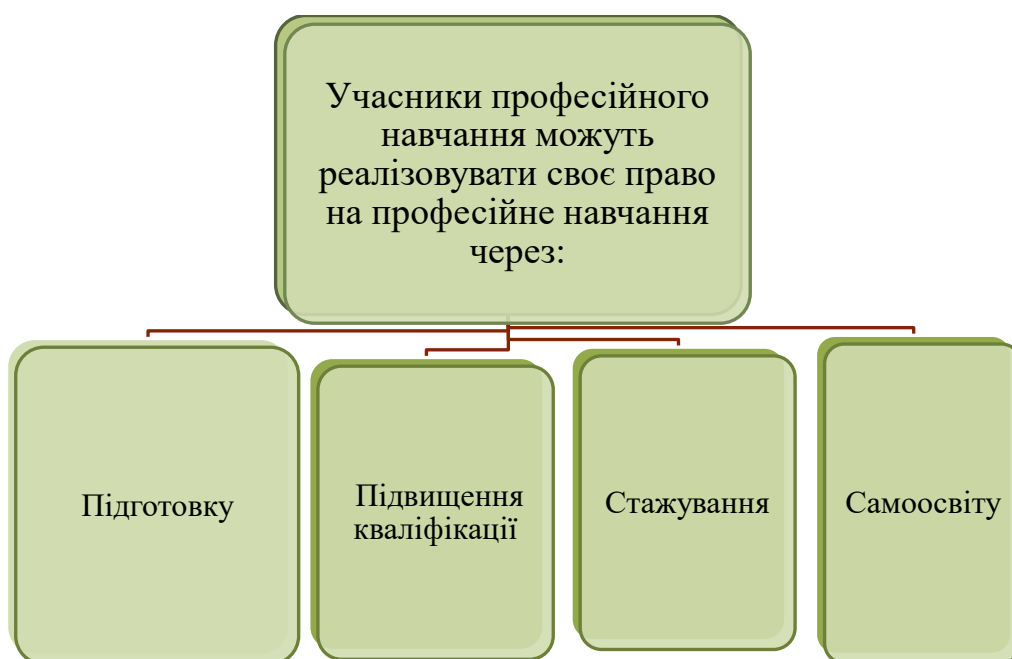 Учасники професійного
навчання можуть
реалізовувати своє право
на професійне навчання
через:
Підготовку
Підвищення
кваліфікації
Стажування
Самоосвіту